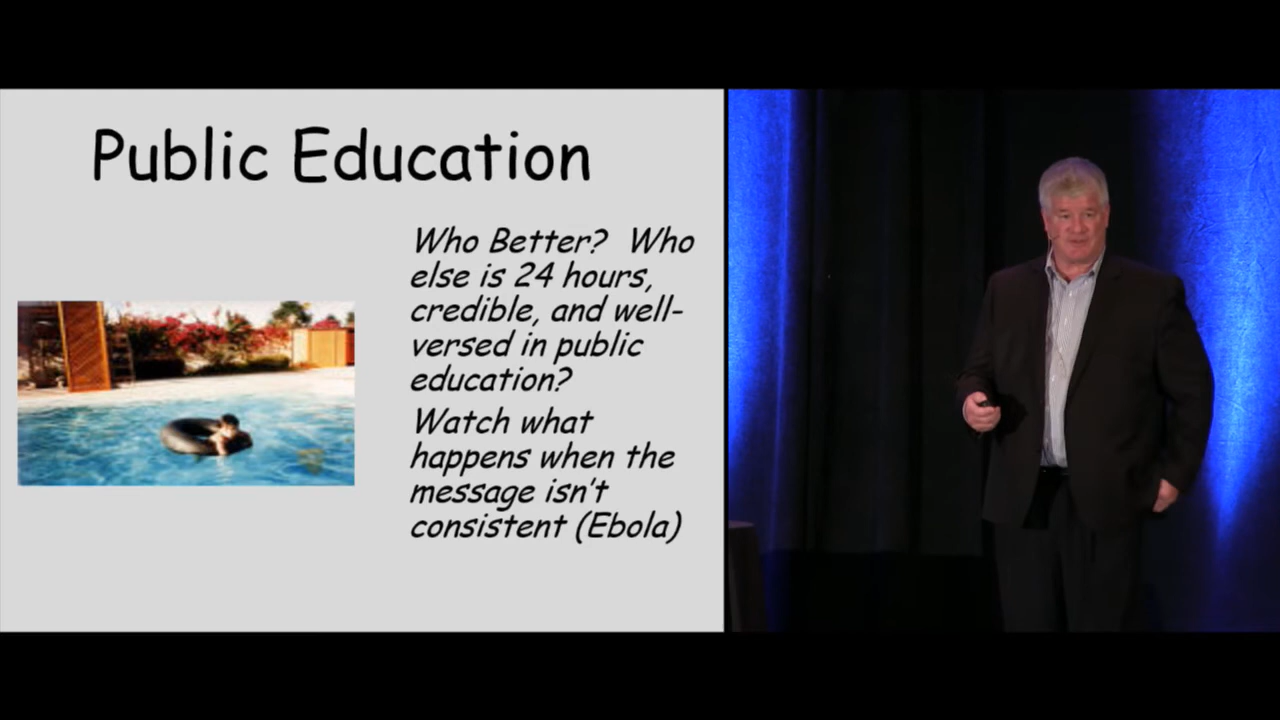 Public Education
Who Better?  Who
else is 24 hours,
credible, and well-
versed in public
education?
Watch what
happens when the
message isn't
consistent (Ebola)